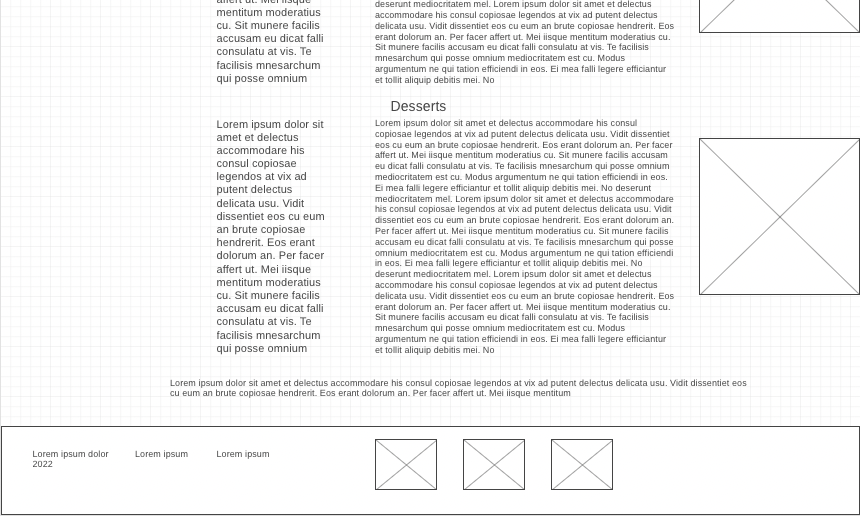 affert ut. Mei iisque
mentitum moderatius
cu. Sit munere facilis
accusam eu dicat falli
consulatu at vis. Te
facilisis mnesarchum
qui posse omnium
deserunt mediocritatem mel. Lorem ipsum dolor sit amet et delectus
accommodare his consul copiosae legendos at vix ad putent delectus
delicata usu. Vidit dissentiet eos cu eum an brute copiosae hendrerit. Eos
erant dolorum an. Per facer affert ut. Mei iisque mentitum moderatius cu.
Sit munere facilis accusam eu dicat falli consulatu at vis. Te facilisis
mnesarchum qui posse omnium mediocritatem est cu. Modus
argumentum ne qui tation efficiendi in eos. Ei mea falli legere efficiantur
et tollit aliquip debitis mei. No
Desserts
Lorem ipsum dolor sit
amet et delectus
accommodare his
consul copiosae
legendos at vix ad
putent delectus
delicata usu. Vidit
dissentiet eos cu eum
an brute copiosae
hendrerit. Eos erant
dolorum an. Per facer
affert ut. Mei iisque
mentitum moderatius
cu. Sit munere facilis
accusam eu dicat falli
consulatu at vis. Te
facilisis mnesarchum
qui posse omnium
Lorem ipsum dolor sit amet et delectus accommodare his consul
copiosae legendos at vix ad putent delectus delicata usu. Vidit dissentiet
eos cu eum an brute copiosae hendrerit. Eos erant dolorum an. Per facer
affert ut. Mei iisque mentitum moderatius cu. Sit munere facilis accusam
eu dicat falli consulatu at vis. Te facilisis mnesarchum qui posse omnium
mediocritatem est cu. Modus argumentum ne qui tation efficiendi in eos.
Ei mea falli legere efficiantur et tollit aliquip debitis mei. No deserunt
mediocritatem mel. Lorem ipsum dolor sit amet et delectus accommodare
his consul copiosae legendos at vix ad putent delectus delicata usu. Vidit
dissentiet eos cu eum an brute copiosae hendrerit. Eos erant dolorum an.
Per facer affert ut. Mei iisque mentitum moderatius cu. Sit munere facilis
accusam eu dicat falli consulatu at vis. Te facilisis mnesarchum qui posse
omnium mediocritatem est cu. Modus argumentum ne qui tation efficiendi
in eos. Ei mea falli legere efficiantur et tollit aliquip debitis mei. No
deserunt mediocritatem mel. Lorem ipsum dolor sit amet et delectus
accommodare his consul copiosae legendos at vix ad putent delectus
delicata usu. Vidit dissentiet eos cu eum an brute copiosae hendrerit. Eos
erant dolorum an. Per facer affert ut. Mei iisque mentitum moderatius cu.
Sit munere facilis accusam eu dicat falli consulatu at vis. Te facilisis
mnesarchum qui posse omnium mediocritatem est cu. Modus
argumentum ne qui tation efficiendi in eos. Ei mea falli legere efficiantur
et tollit aliquip debitis mei. No
Lorem ipsum dolor sit amet et delectus accommodare his consul copiosae legendos at vix ad putent delectus delicata usu. Vidit dissentiet eos
cu eum an brute copiosae hendrerit. Eos erant dolorum an. Per facer affert ut. Mei iisque mentitum
Lorem ipsum dolor
2022
Lorem ipsum
Lorem ipsum